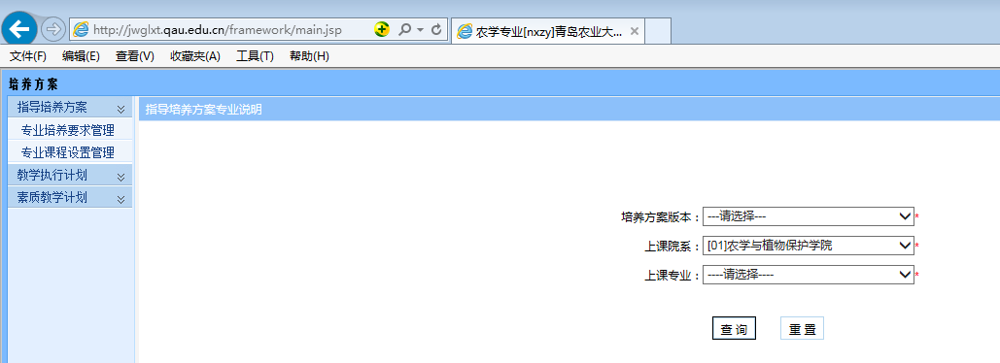 http://jwglxt.qau.edu.cn/framework/main.jsp
农学专业[nxzy]青岛农业大...
文件(F) 编辑(E) 查看(V) 收藏夹(A) 工具(T) 帮助(H)
培养方案
指导培养方案
指导培养方案专业说明
专业培养要求管理
专业课程设置管理
教学执行计划
素质教学计划
培养方案版本：---请选择---*
上课院系：[01]农学与植物保护学院*
上课专业：----请选择----*
查 询 重 置